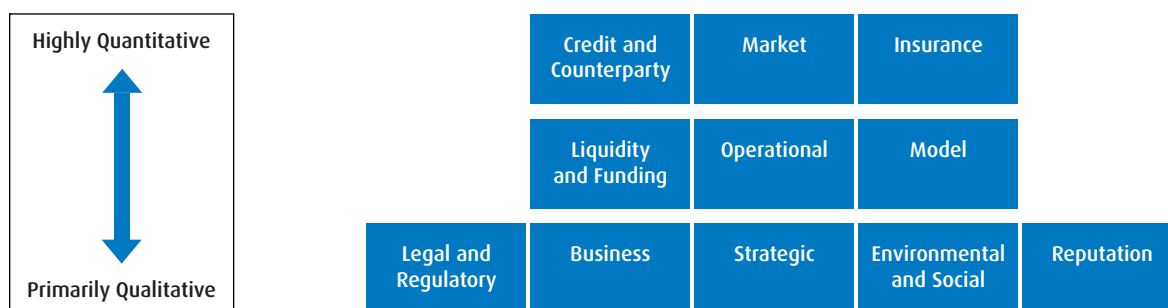 Highly Quantitative
Primarily Qualitative
Credit and
Counterparty
Market
Insurance
Liquidity
and Funding
Operational
Model
Legal and
Regulatory
Business
Strategic
Environmental
and Social
Reputation